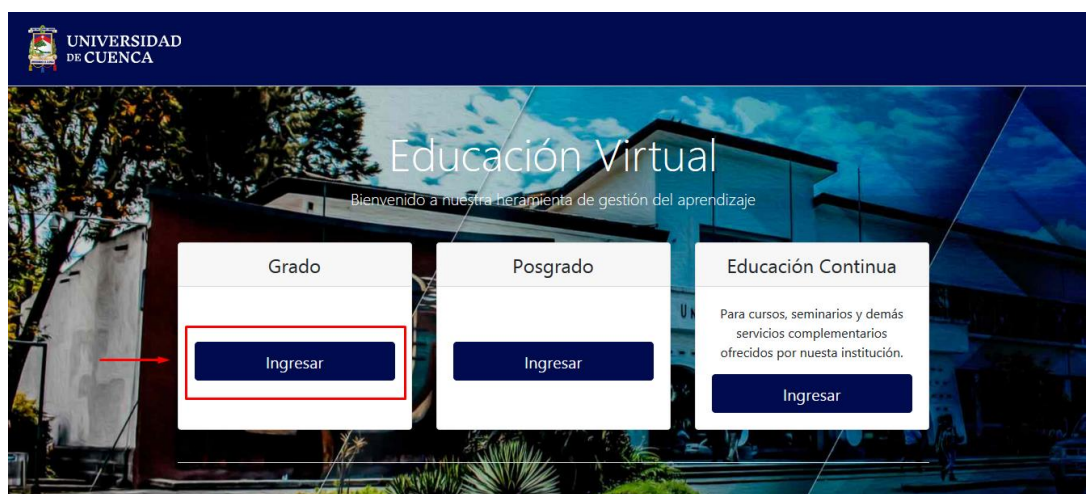 UNIVERSIDAD
DE CUENCA
Educación Virtual
Bienvenido a nuestra heramienta de gestión del aprendizaje
Grado
Ingresar
Posgrado
Ingresar
Educación Continua
Para cursos, seminarios y demás
servicios complementarios
ofrecidos por nuesta institución.
Ingresar